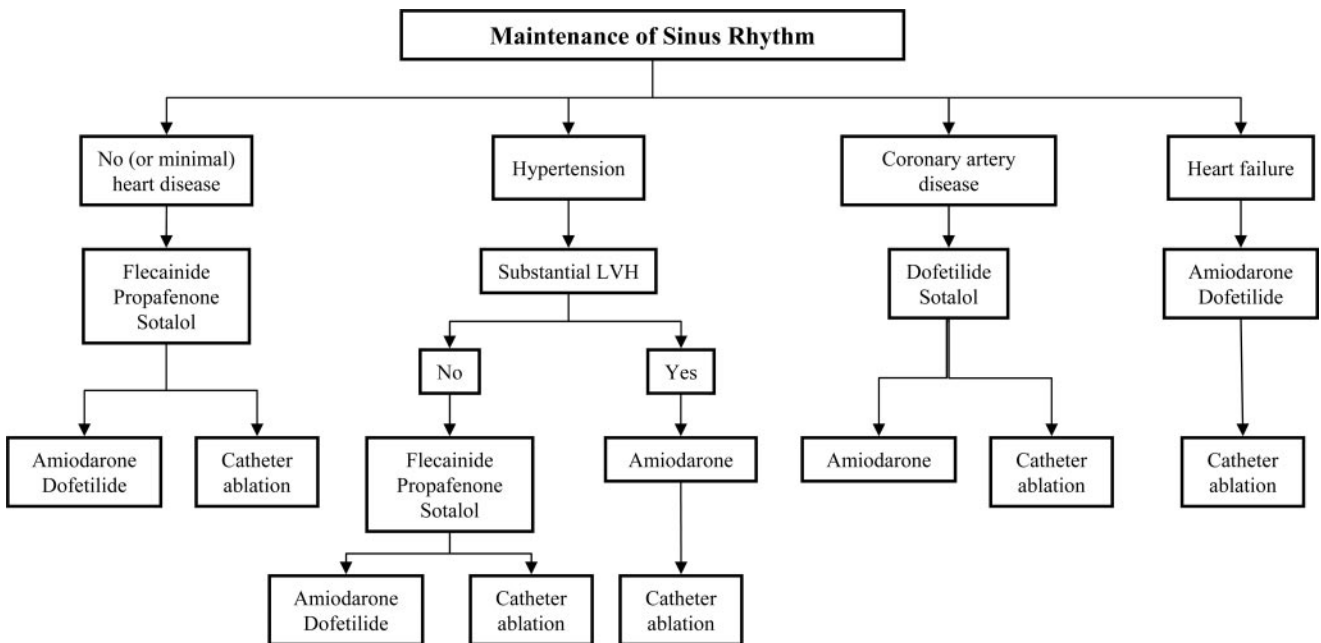 Maintenance of Sinus Rhythm
No (or minimal)
heart disease
Hypertension
Coronary artery
disease
Heart failure
Flecainide
Propafenone
Sotalol
Substantial LVH
Dofetilide
Sotalol
Amiodarone
Dofetilide
No
Yes
Amiodarone
Dofetilide
Catheter
ablation
Flecainide
Propafenone
Sotalol
Amiodarone
Amiodarone
Catheter
ablation
Catheter
ablation
Amiodarone
Dofetilide
Catheter
ablation
Catheter
ablation